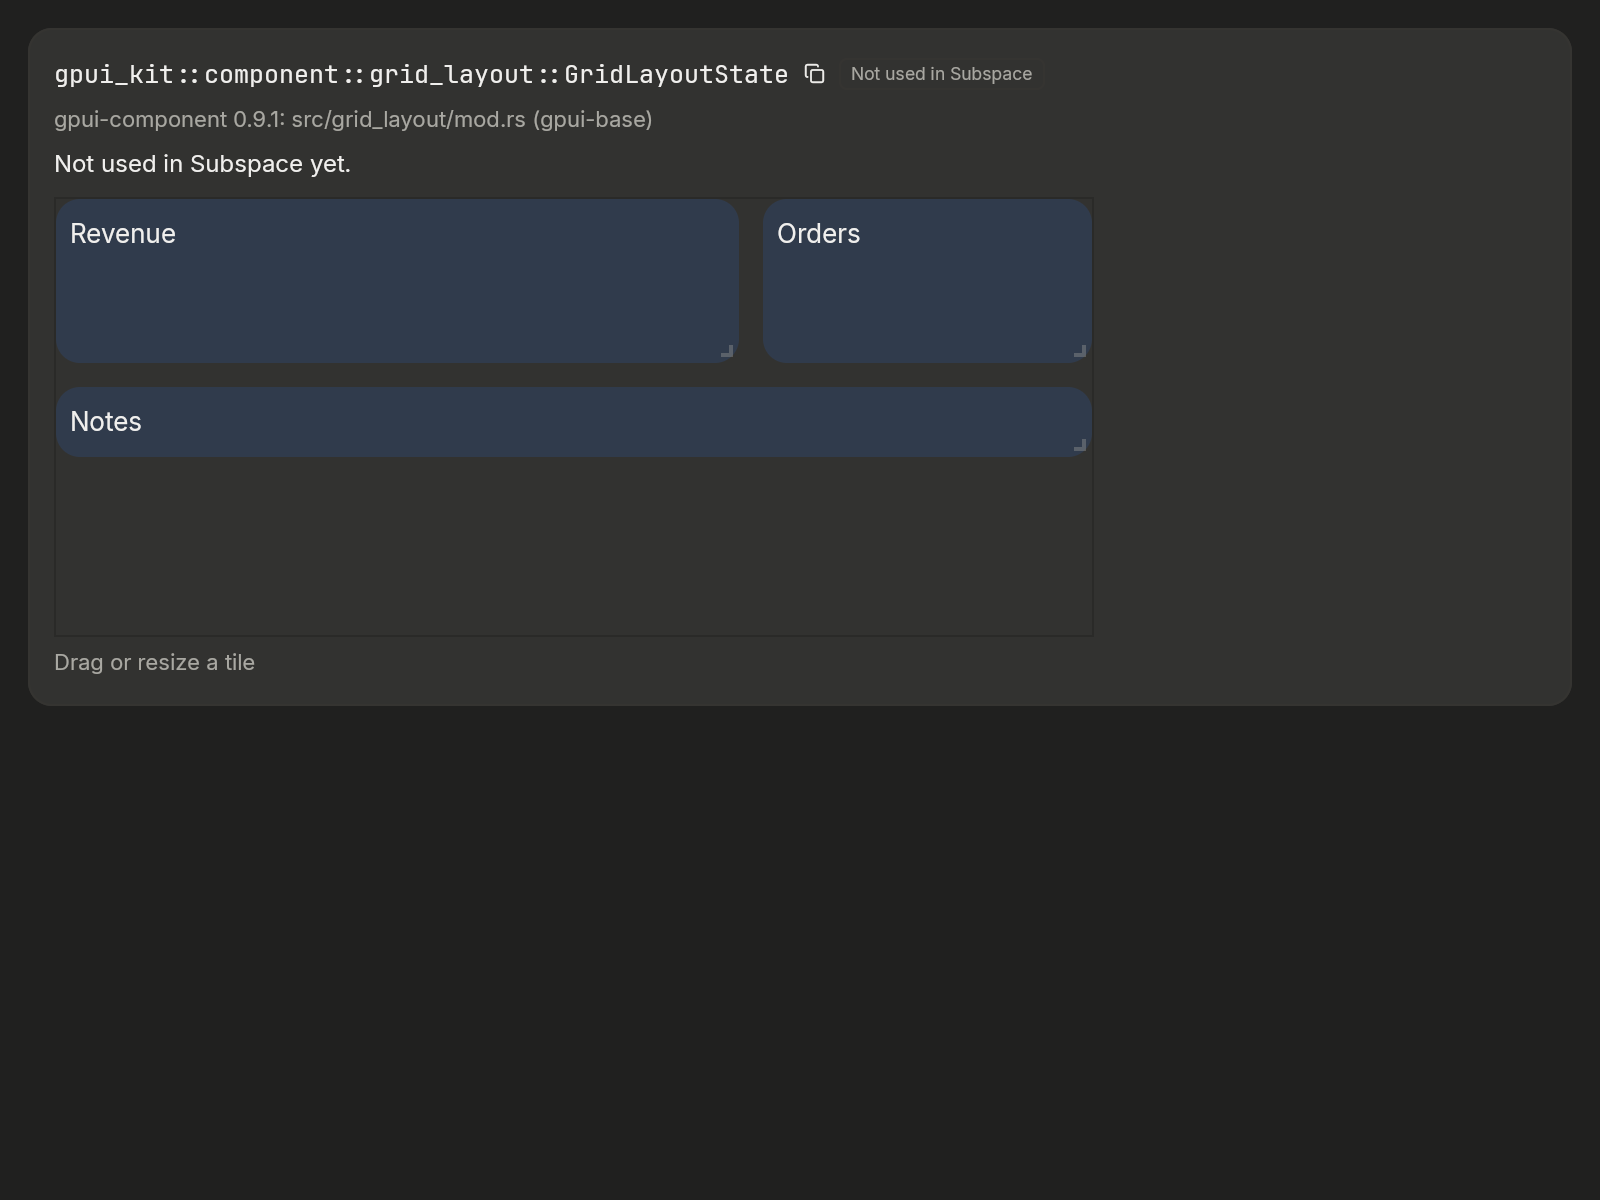 gpui_kit::component::grid_layout::GridLayoutState Not used in Subspace
gpui-component 0.9.1: src/grid_layout/mod.rs (gpui-base)
Not used in Subspace yet.
Revenue Orders
Notes
Drag or resize a tile